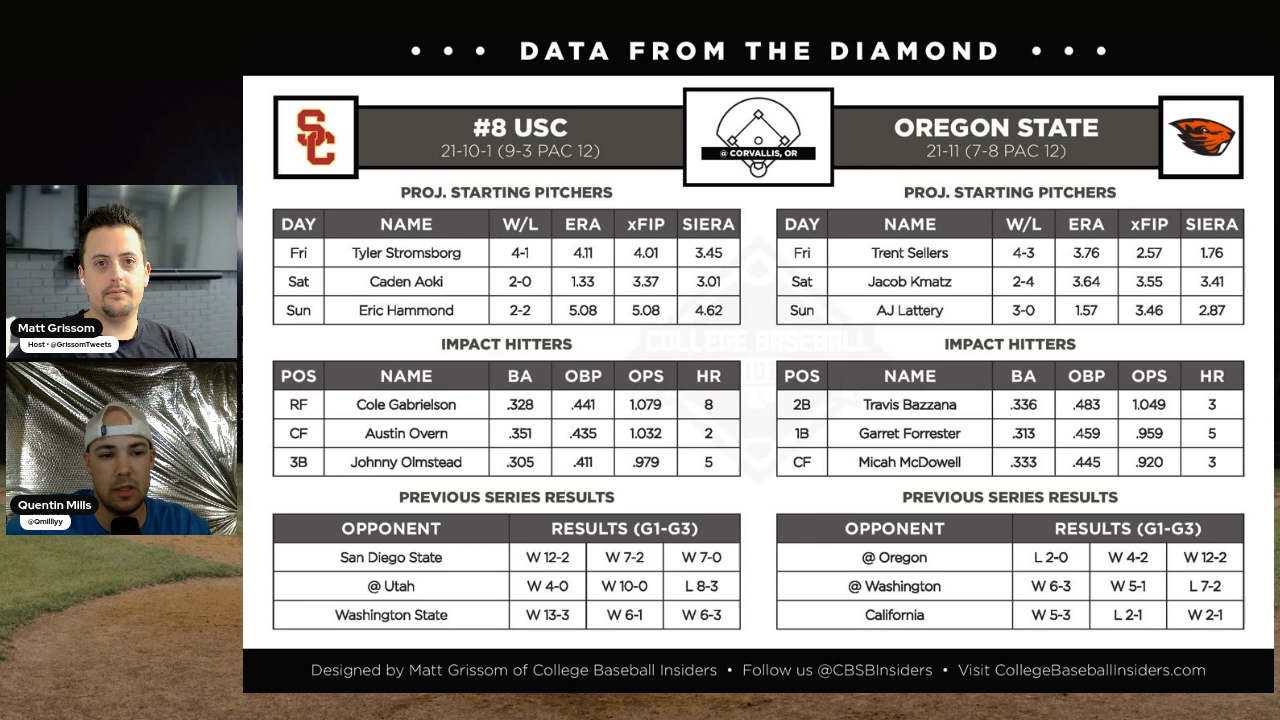 • • • DATA FROM THE DIAMOND • • •
SC
#8 USC
21-10-1 (9-3 PAC 12)
@ CORVALLIS, OR
OREGON STATE
21-11 (7-8 PAC 12)
PROJ. STARTING PITCHERS
DAY NAME W/L ERA xFIP SIERA
Fri Tyler Stromsborg 4-1 4.11 4.01 3.45
Sat Caden Aoki 2-0 1.33 3.37 3.01
Sun Eric Hammond 2-2 5.08 5.08 4.62
IMPACT HITTERS
POS NAME BA OBP OPS HR
RF Cole Gabrielson .328 .441 1.079 8
CF Austin Overn .351 .435 1.032 2
3B Johnny Olmstead .305 .411 .979 5
PREVIOUS SERIES RESULTS
OPPONENT RESULTS (G1-G3)
San Diego State W 12-2 W 7-2 W 7-0
@ Utah W 4-0 W 10-0 L 8-3
Washington State W 13-3 W 6-1 W 6-3
PROJ. STARTING PITCHERS
DAY NAME W/L ERA xFIP SIERA
Fri Trent Sellers 4-3 3.76 2.57 1.76
Sat Jacob Kmatz 2-4 3.64 3.55 3.41
Sun AJ Lattery 3-0 1.57 3.46 2.87
IMPACT HITTERS
POS NAME BA OBP OPS HR
2B Travis Bazzana .336 .483 1.049 3
1B Garret Forrester .313 .459 .959 5
CF Micah McDowell .333 .445 .920 3
PREVIOUS SERIES RESULTS
OPPONENT RESULTS (G1-G3)
@ Oregon L 2-0 W 4-2 W 12-2
@ Washington W 6-3 W 5-1 L 7-2
California W 5-3 L 2-1 W 2-1
COLLEGE BASEBALL
Matt Grissom
Host • @GrissomTweets
Quentin Mills
@Qmillyy
Designed by Matt Grissom of College Baseball Insiders • Follow us @CBSBInsiders • Visit CollegeBaseballInsiders.com